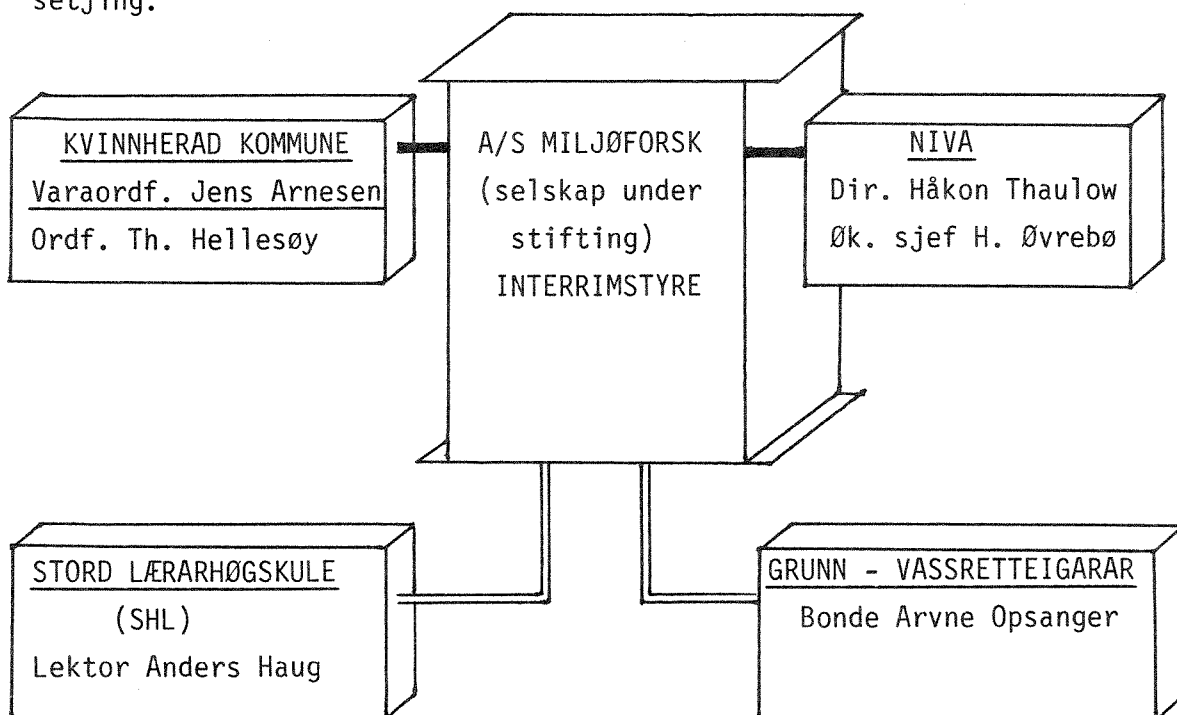 setjing.
KVINNHERAD KOMMUNE
Varaordf. Jens Arnesen
Ordf. Th. Hellesøy
A/S MILJØFORSK
(selskap under
stifting)
INTERRIMSTYRE
NIVA
Dir. Håkon Thaulow
Øk. sjef H. Øvrebø
STORD LÆRARHØGSKULE
(SHL)
Lektor Anders Haug
GRUNN - VASSRETTEIGARAR
Bonde Arvne Opsanger